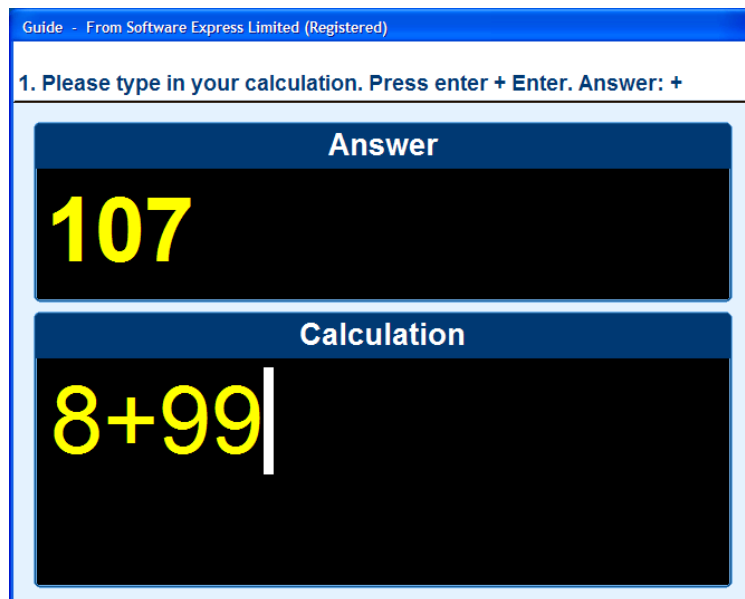 Guide - From Software Express Limited (Registered)
1. Please type in your calculation. Press enter + Enter. Answer: +
Answer
107
Calculation
8+99